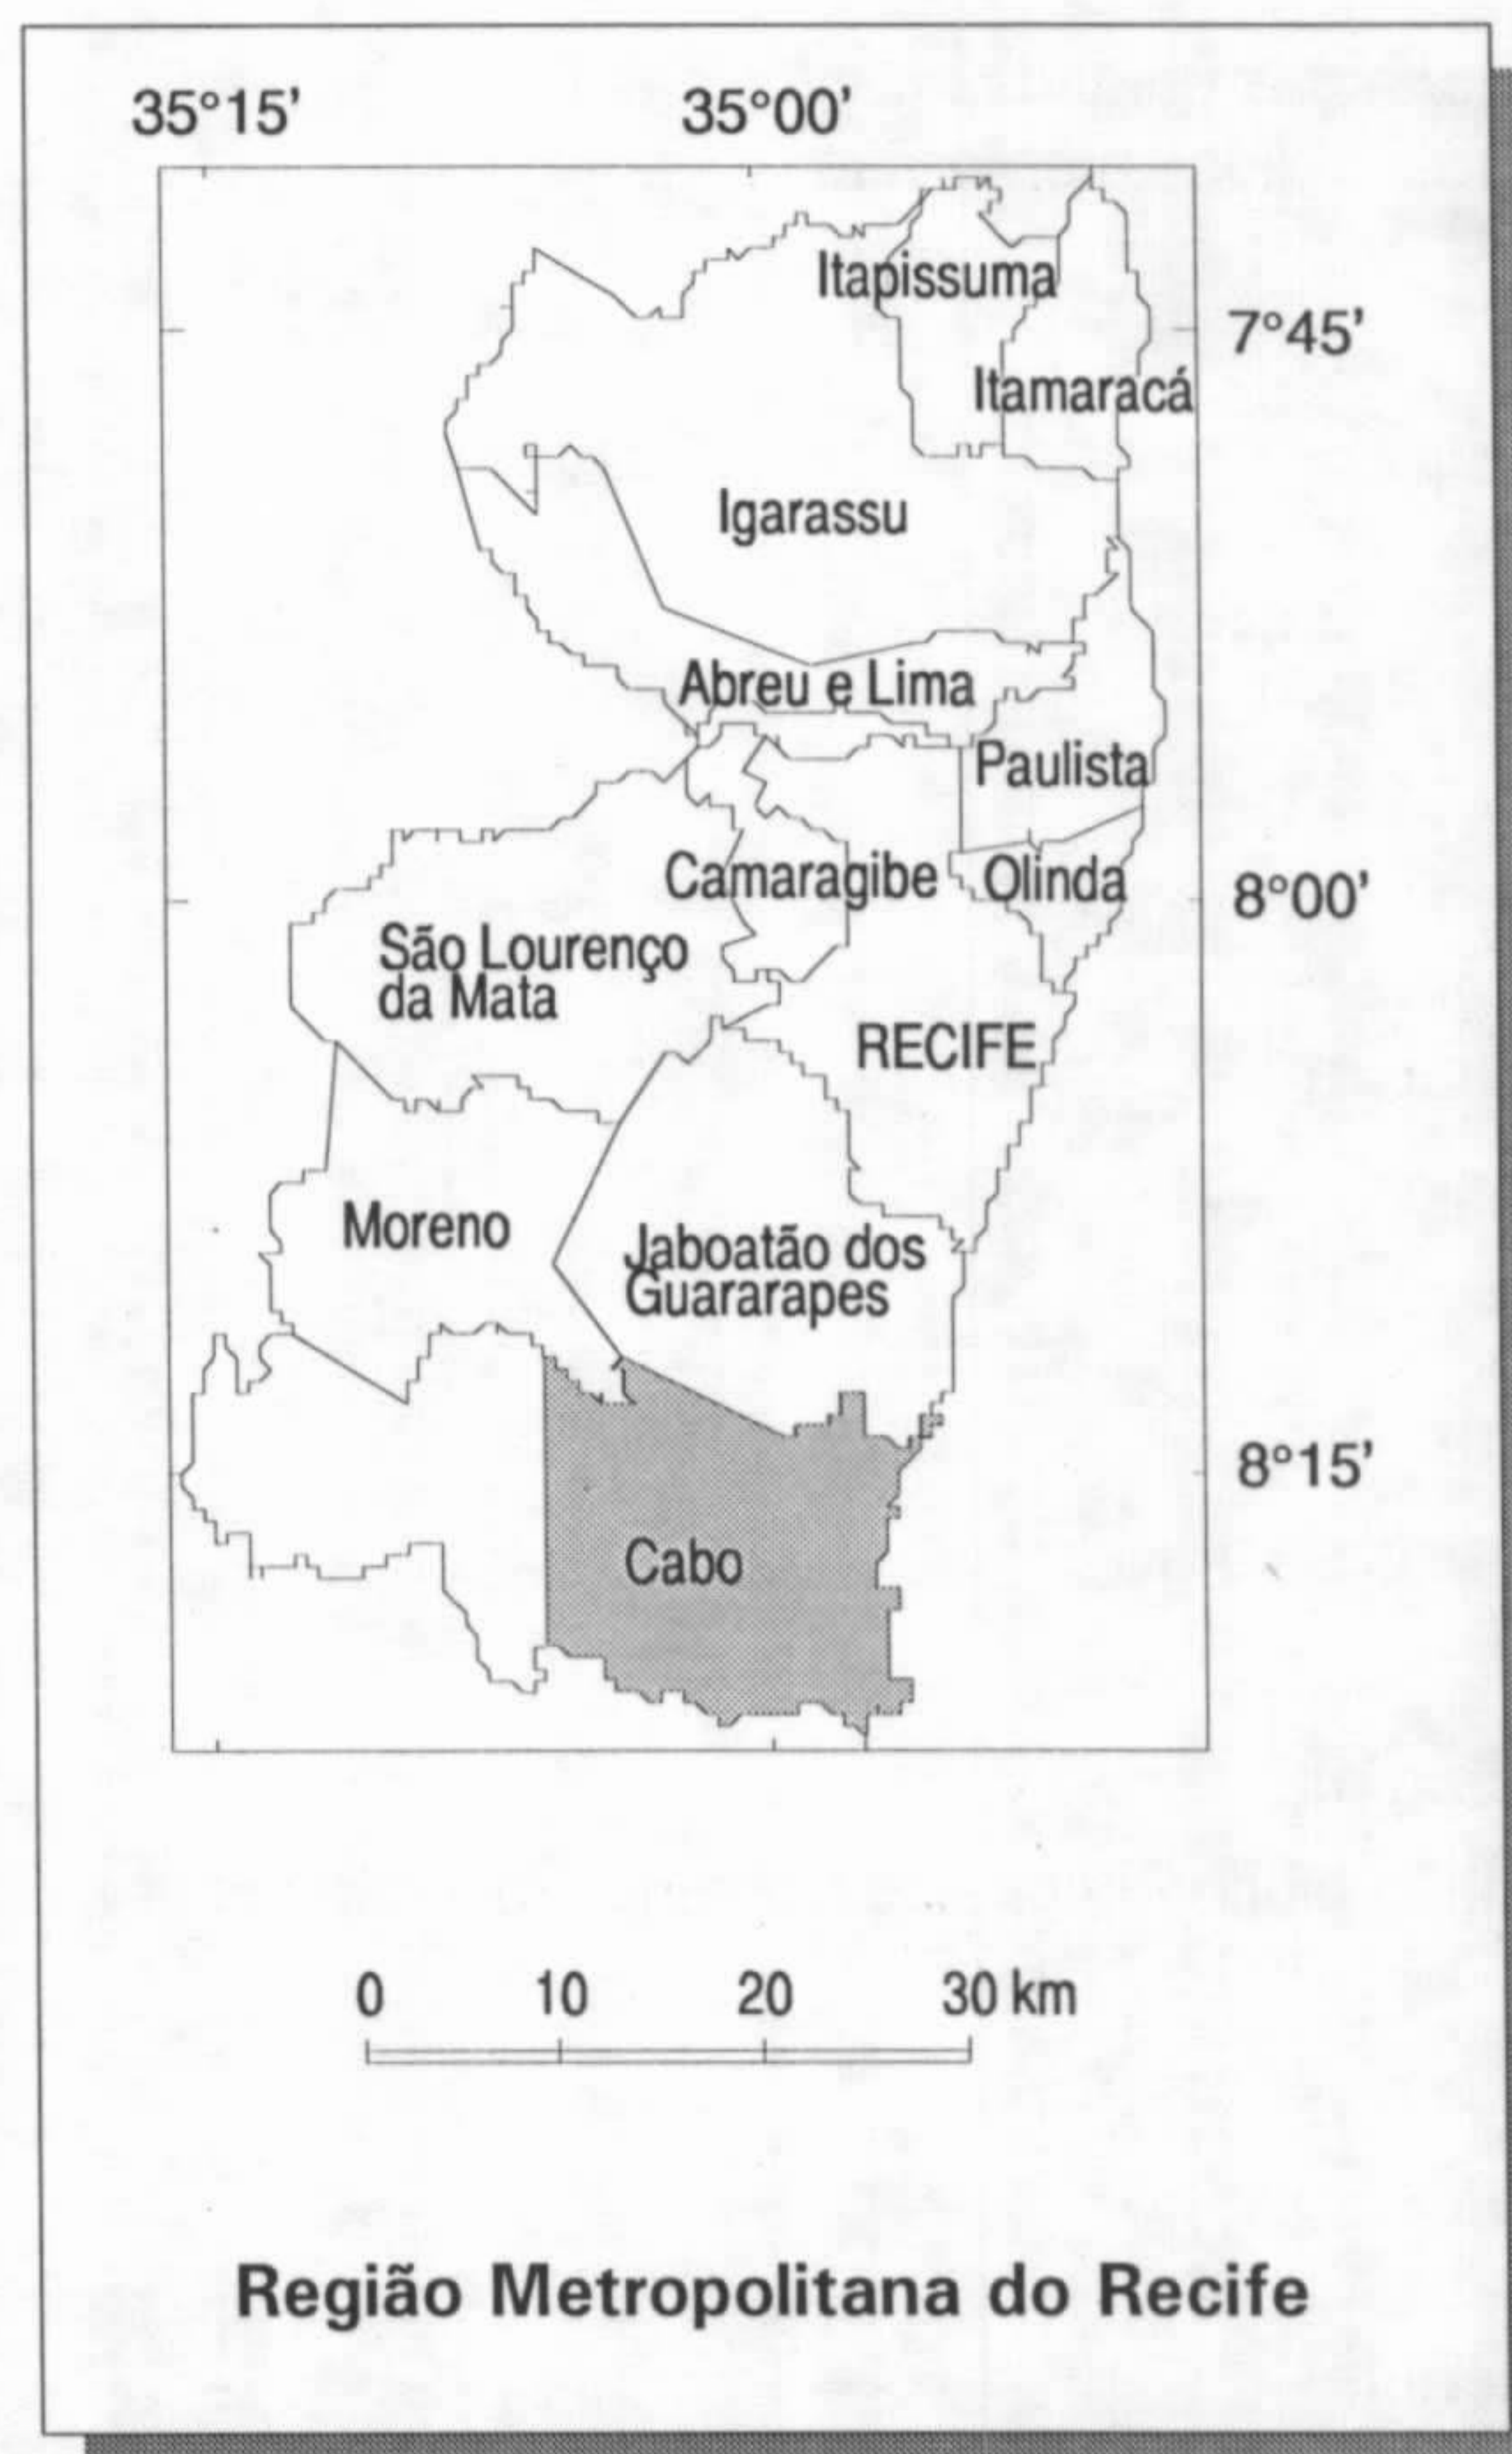 35°15' 35°00'
Itapissuma
7°45'
Itamaracá
Igarassu
Abreu e Lima
Paulista
Camaragibe
Olinda
8°00'
São Lourenço
da Mata
RECIFE
Moreno
Jaboatão dos
Guararapes
8°15'
Cabo
0 10 20 30 km
Região Metropolitana do Recife